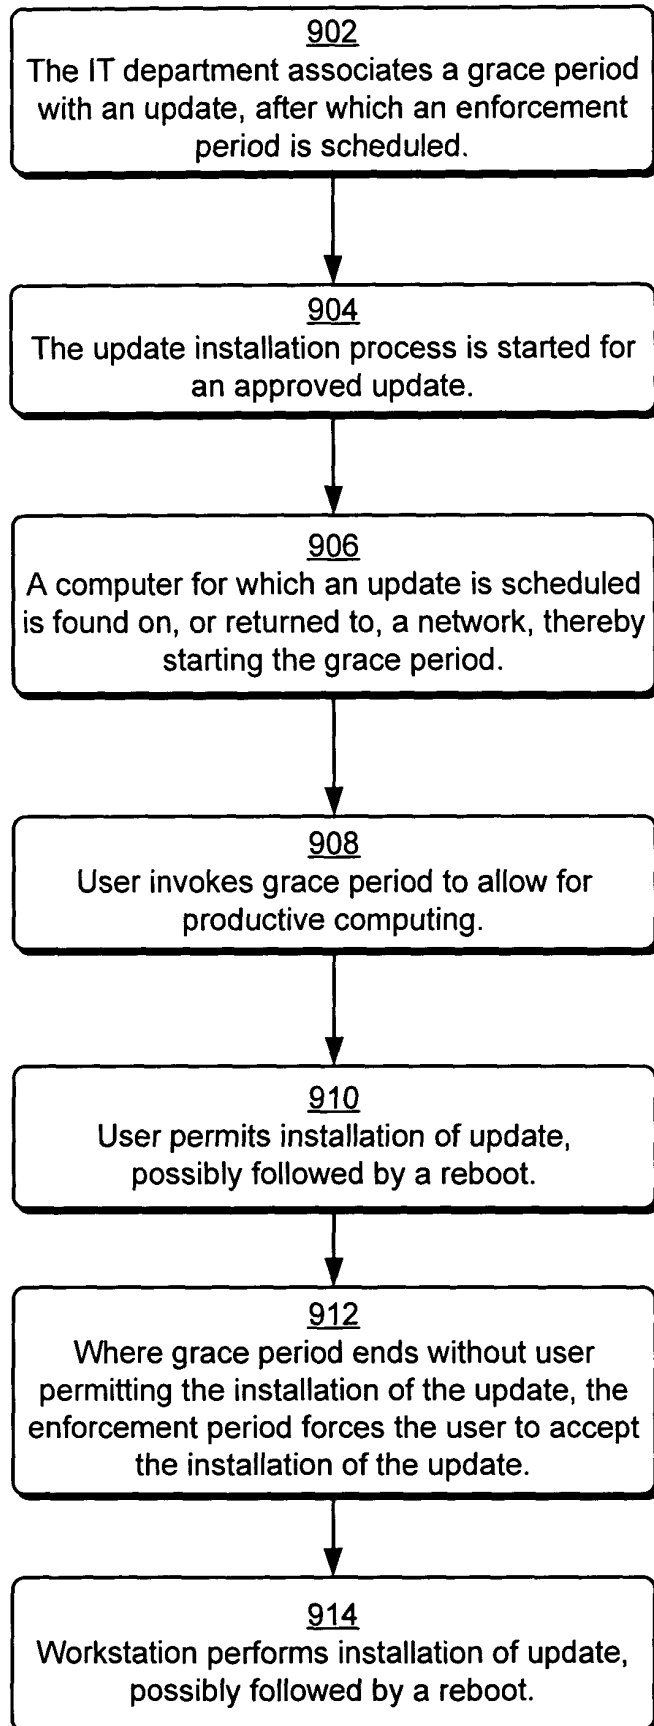 902
The IT department associates a grace period
with an update, after which an enforcement
period is scheduled.
904
The update installation process is started for
an approved update.
906
A computer for which an update is scheduled
is found on, or returned to, a network, thereby
starting the grace period.
908
User invokes grace period to allow for
productive computing.
910
User permits installation of update,
possibly followed by a reboot.
912
Where grace period ends without user
permitting the installation of the update, the
enforcement period forces the user to accept
the installation of the update.
914
Workstation performs installation of update,
possibly followed by a reboot.